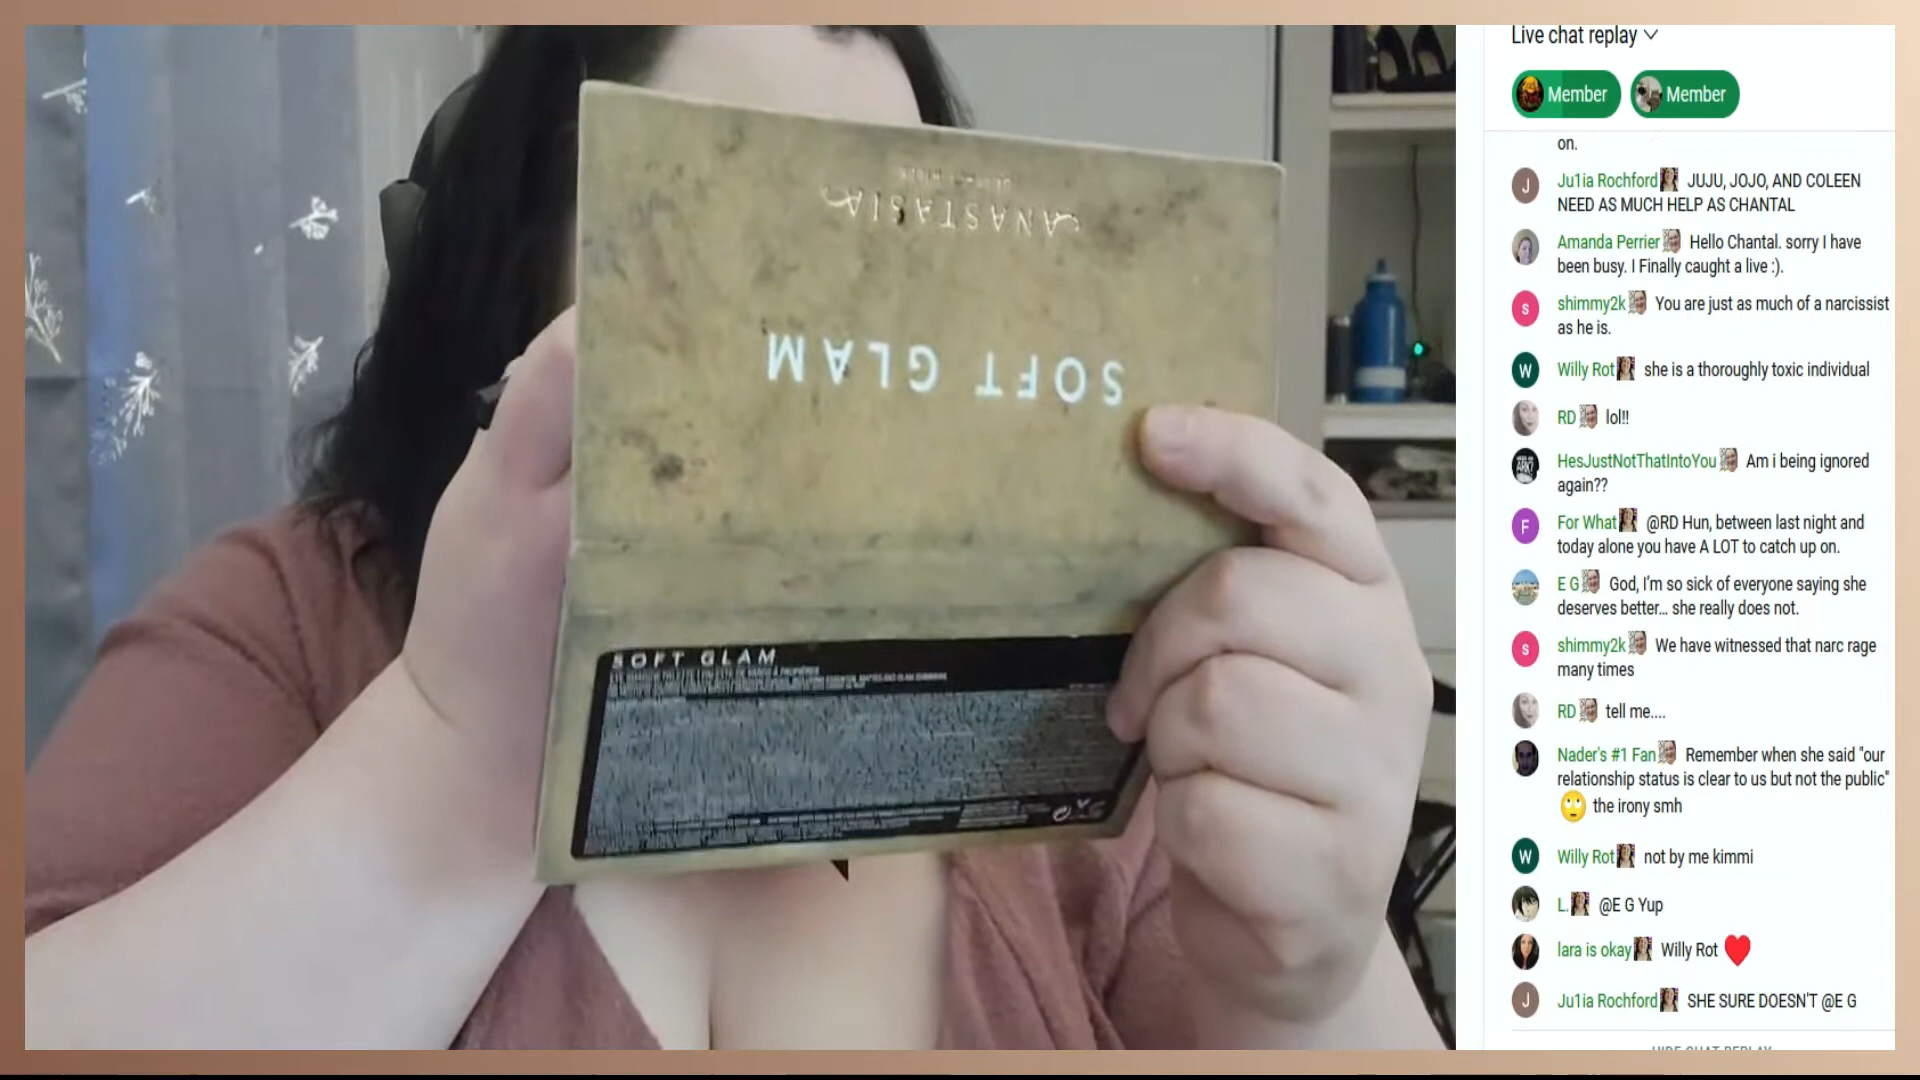 ANASTASIA
SOFT GLAM
SOFT GLAM
Live chat replay
Member
Member
on.
Ju1ia Rochford JUJU, JOJO, AND COLEEN
NEED AS MUCH HELP AS CHANTAL
Amanda Perrier Hello Chantal. sorry I have
been busy. I Finally caught a live :).
shimmy2k You are just as much of a narcissist
as he is.
Willy Rot she is a thoroughly toxic individual
RD lol!!
HesJustNotThatIntoYou Am i being ignored
again??
For What @RD Hun, between last night and
today alone you have A LOT to catch up on.
E G God, I'm so sick of everyone saying she
deserves better... she really does not.
shimmy2k We have witnessed that narc rage
many times
RD tell me....
Nader's #1 Fan Remember when she said "our
relationship status is clear to us but not the public"
🙄 the irony smh
Willy Rot not by me kimmi
L. @E G Yup
lara is okay Willy Rot ❤️
Ju1ia Rochford SHE SURE DOESN'T @E G
HIDE CHAT REPLAY
J
S
W
F
S
W
J